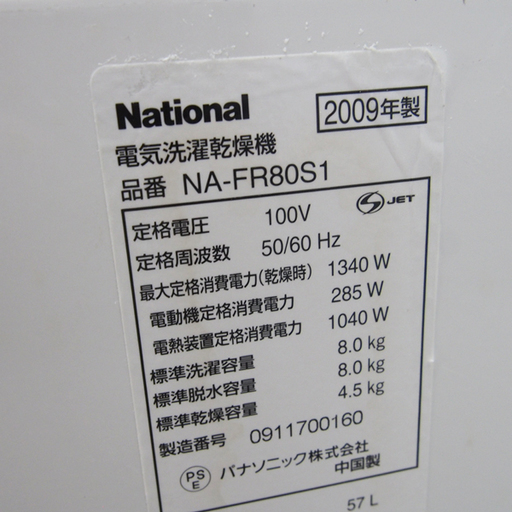 National
2009年製
電気洗濯乾燥機
品番 NA-FR80S1
定格電圧 100V
JET
定格周波数 50/60 Hz
最大定格消費電力(乾燥時) 1340 W
電動機定格消費電力 285 W
電熱装置定格消費電力 1040 W
標準洗濯容量 8.0 kg
標準脱水容量 8.0 kg
標準乾燥容量 4.5 kg
製造番号 0911700160
PS
E
パナソニック株式会社
中国製
57 L